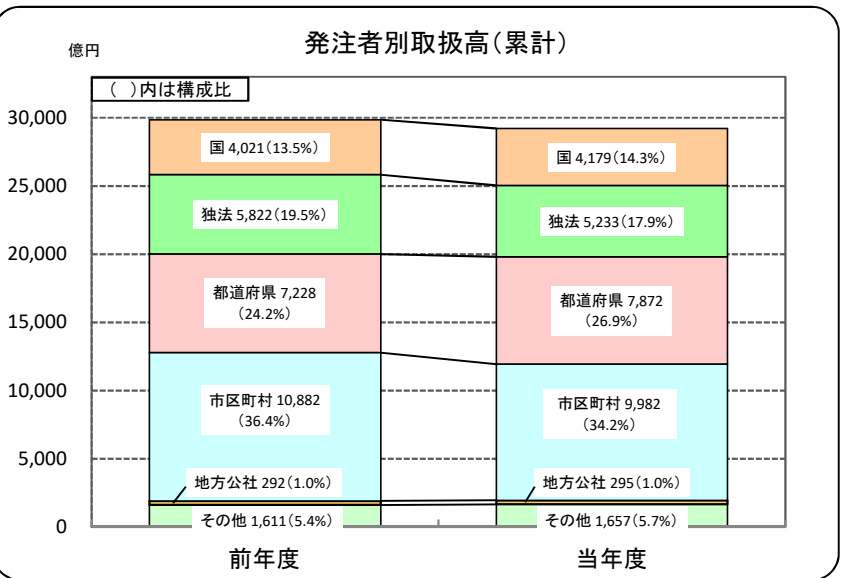 発注者別取扱高（累計）
億円
（　）内は構成比
30,000
25,000
20,000
15,000
10,000
5,000
0
国 4,021（13.5%）
独法 5,822（19.5%）
都道府県 7,228
（24.2%）
市区町村 10,882
（36.4%）
地方公社 292（1.0%）
その他 1,611（5.4%）
国 4,179（14.3%）
独法 5,233（17.9%）
都道府県 7,872
（26.9%）
市区町村 9,982
（34.2%）
地方公社 295（1.0%）
その他 1,657（5.7%）
前年度
当年度